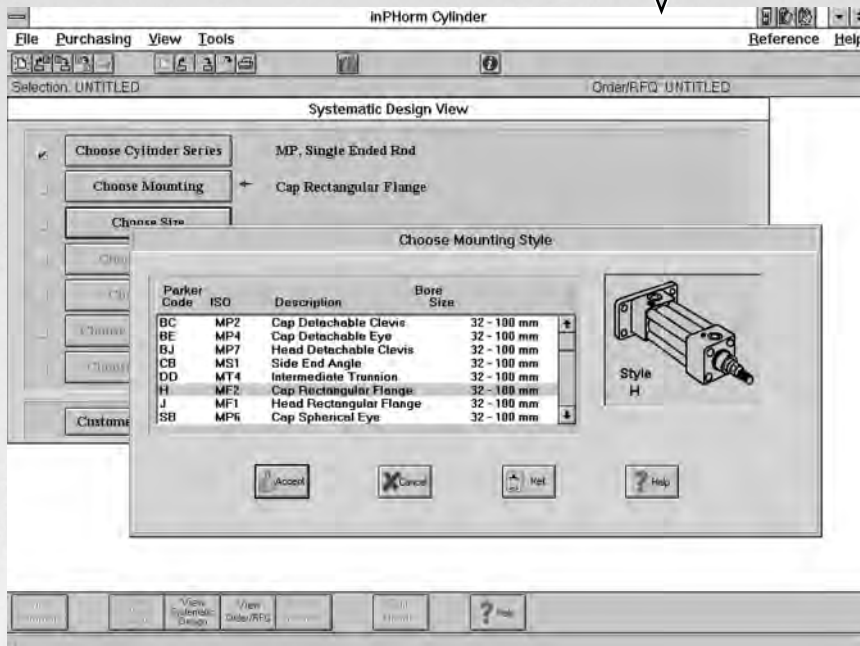 inPHorm Cylinder
File Purchasing View Tools Reference Help
Selection: UNTITLED Order/RFQ: UNTITLED
Systematic Design View
Choose Cylinder Series MP, Single Ended Rod
Choose Mounting Cap Rectangular Flange
Choose Size
Choose Mounting Style
Parker Code ISO Description Bore Size
BC MP2 Cap Detachable Clevis 32 - 100 mm
BE MP4 Cap Detachable Eye 32 - 100 mm
BJ MP7 Head Detachable Clevis 32 - 100 mm
CB MS1 Side End Angle 32 - 100 mm
DD MT4 Intermediate Trunnion 32 - 100 mm
H MF2 Cap Rectangular Flange 32 - 100 mm
J MF1 Head Rectangular Flange 32 - 100 mm
SB MP6 Cap Spherical Eye 32 - 100 mm
Style
H
Custome
Accept Cancel Ref. Help
View Systematic Design View Order/RFQ Help